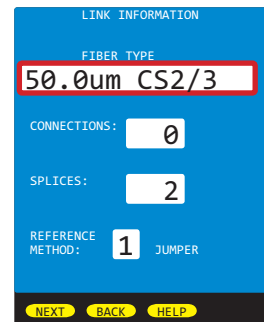 LINK INFORMATION
FIBER TYPE
50.0um CS2/3
CONNECTIONS: 0
SPLICES: 2
REFERENCE
METHOD: 1 JUMPER
NEXT BACK HELP